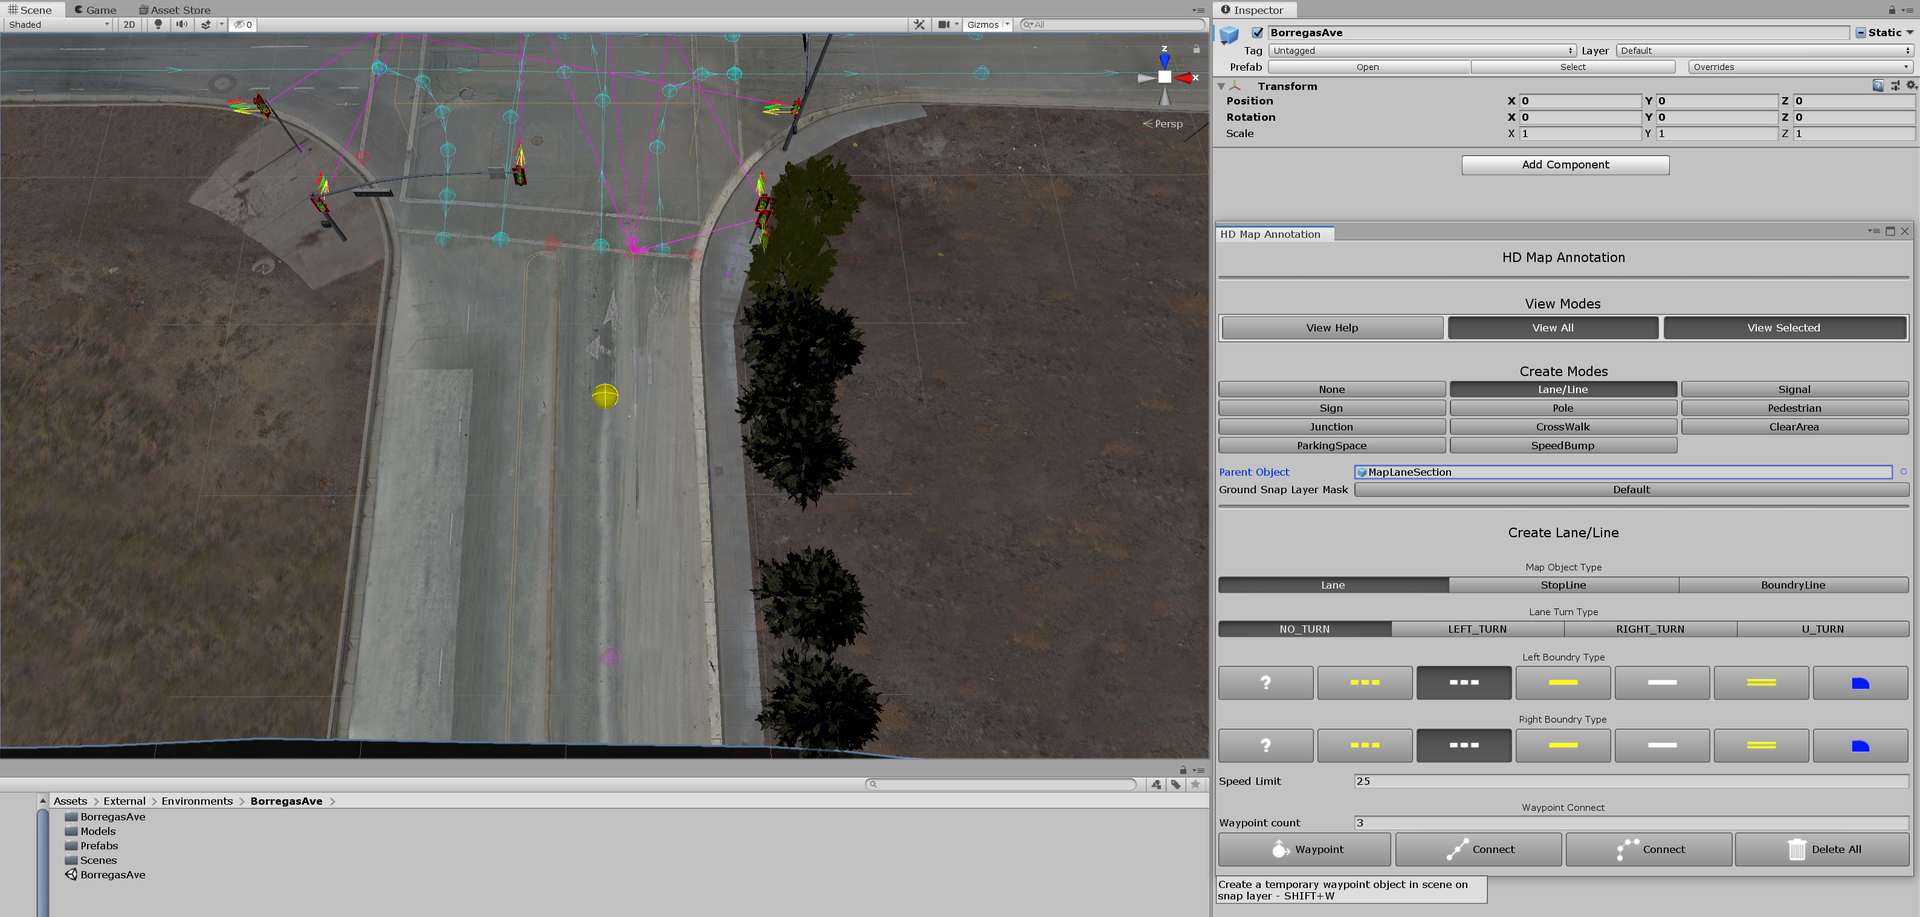 Scene Game Asset Store
Shaded 2D 0 Gizmos All
z
x
Persp
Assets > External > Environments > BorregasAve >
BorregasAve
Models
Prefabs
Scenes
BorregasAve
Inspector
BorregasAve Static
Tag Untagged Layer Default
Prefab Open Select Overrides
Transform
Position X 0 Y 0 Z 0
Rotation X 0 Y 0 Z 0
Scale X 1 Y 1 Z 1
Add Component
HD Map Annotation
HD Map Annotation
View Modes
View Help View All View Selected
Create Modes
None Lane/Line Signal
Sign Pole Pedestrian
Junction CrossWalk ClearArea
ParkingSpace SpeedBump
Parent Object MapLaneSection
Ground Snap Layer Mask Default
Create Lane/Line
Map Object Type
Lane StopLine BoundryLine
Lane Turn Type
NO_TURN LEFT_TURN RIGHT_TURN U_TURN
Left Boundry Type
?
Right Boundry Type
?
Speed Limit 25
Waypoint Connect
Waypoint count 3
Waypoint Connect Connect Delete All
Create a temporary waypoint object in scene on
snap layer - SHIFT+W